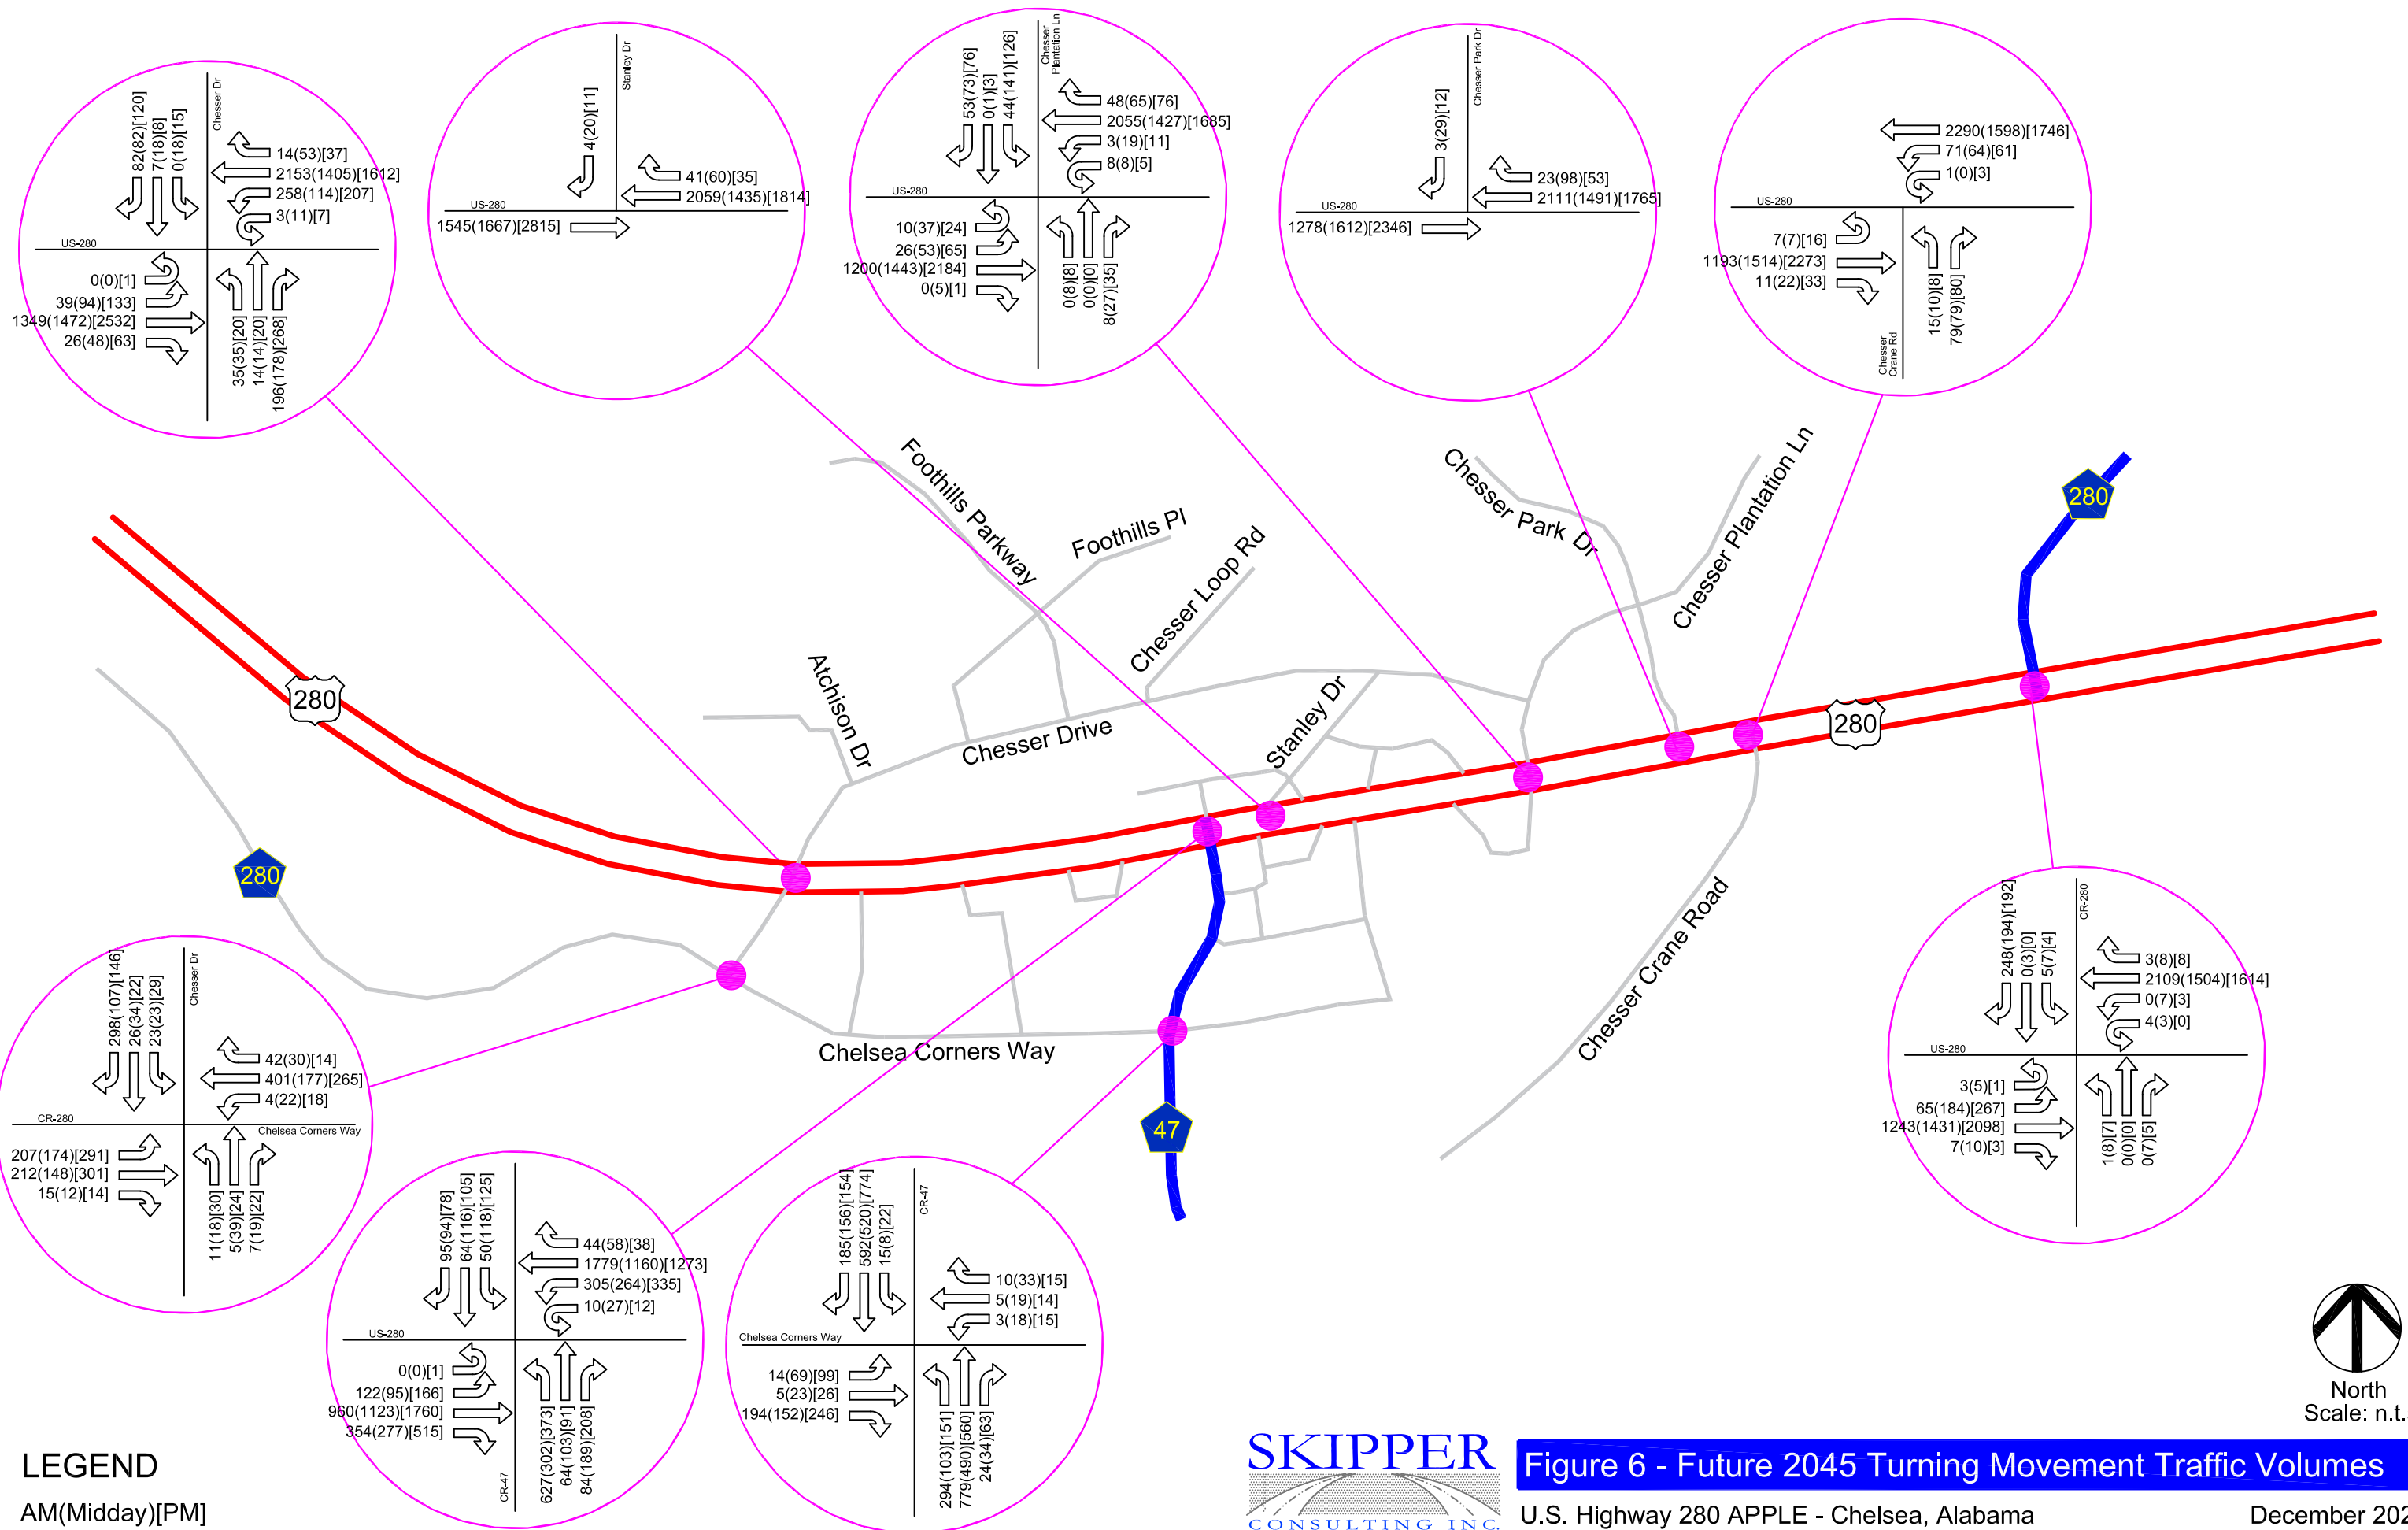 Chesser Dr
82(82)[120]
7(18)[8]
0(18)[15]
14(53)[37]
2153(1405)[1612]
258(114)[207]
3(11)[7]
US-280
0(0)[1]
39(94)[133]
1349(1472)[2532]
26(48)[63]
35(35)[20]
14(14)[20]
196(178)[268]
Stanley Dr
4(20)[11]
41(60)[35]
2059(1435)[1814]
US-280
1545(1667)[2815]
Chesser
Plantation Ln
53(73)[76]
0(1)[3]
44(141)[126]
48(65)[76]
2055(1427)[1685]
3(19)[11]
8(8)[5]
US-280
10(37)[24]
26(53)[65]
1200(1443)[2184]
0(5)[1]
0(8)[8]
0(0)[0]
8(27)[35]
Chesser Park Dr
3(29)[12]
23(98)[53]
2111(1491)[1765]
US-280
1278(1612)[2346]
2290(1598)[1746]
71(64)[61]
1(0)[3]
US-280
7(7)[16]
1193(1514)[2273]
11(22)[33]
15(10)[8]
79(79)[80]
Chesser
Crane Rd
Foothills Parkway
Foothills Pl
Chesser Loop Rd
Chesser Park Dr
Chesser Plantation Ln
280
280
Atchison Dr
Chesser Drive
Stanley Dr
280
280
Chesser Crane Road
Chelsea Corners Way
47
Chesser Dr
298(107)[146]
26(34)[22]
23(23)[29]
42(30)[14]
401(177)[265]
4(22)[18]
CR-280
Chelsea Corners Way
207(174)[291]
212(148)[301]
15(12)[14]
11(18)[30]
5(39)[24]
7(19)[22]
95(94)[78]
64(116)[105]
50(118)[125]
44(58)[38]
1779(1160)[1273]
305(264)[335]
10(27)[12]
US-280
0(0)[1]
122(95)[166]
960(1123)[1760]
354(277)[515]
CR-47
627(302)[373]
64(103)[91]
84(189)[208]
CR-47
185(156)[154]
592(520)[774]
15(8)[22]
10(33)[15]
5(19)[14]
3(18)[15]
Chelsea Corners Way
14(69)[99]
5(23)[26]
194(152)[246]
294(103)[151]
779(490)[560]
24(34)[63]
CR-280
248(194)[192]
0(3)[0]
5(7)[4]
3(8)[8]
2109(1504)[1614]
0(7)[3]
4(3)[0]
US-280
3(5)[1]
65(184)[267]
1243(1431)[2098]
7(10)[3]
1(8)[7]
0(0)[0]
0(7)[5]
North
Scale: n.t.
LEGEND
AM(Midday)[PM]
SKIPPER
CONSULTING INC.
Figure 6 - Future 2045 Turning Movement Traffic Volumes
U.S. Highway 280 APPLE - Chelsea, Alabama
December 202